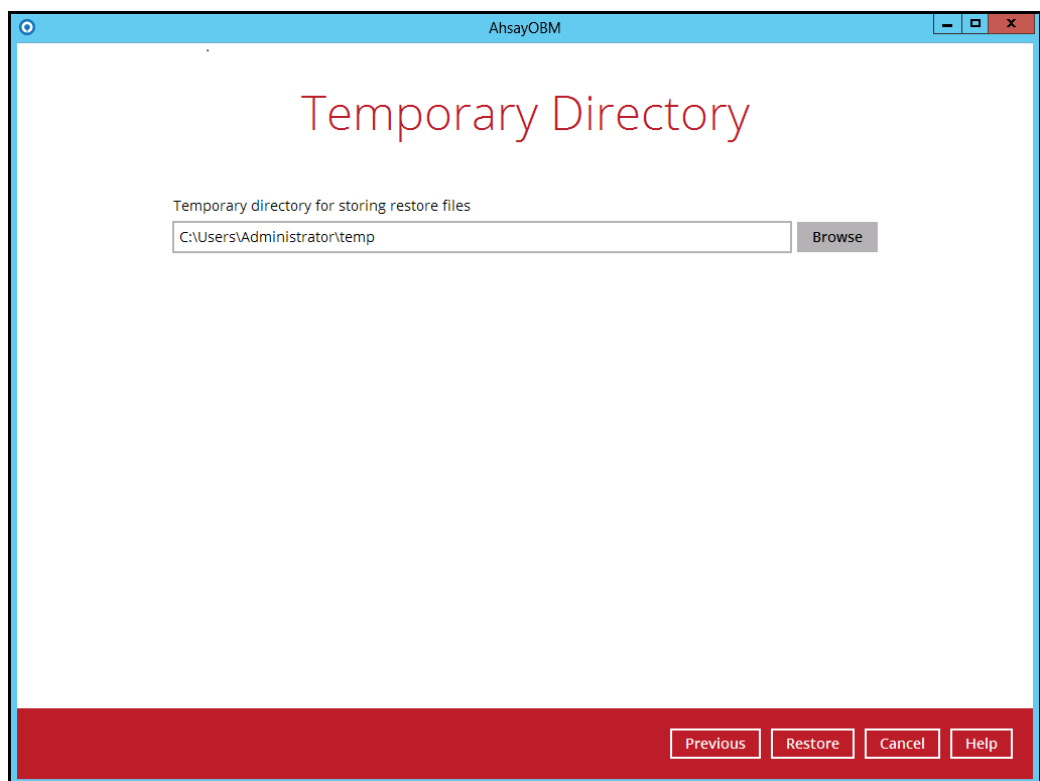 AhsayOBM
Temporary Directory
Temporary directory for storing restore files
C:\Users\Administrator\temp
Browse
Previous Restore Cancel Help